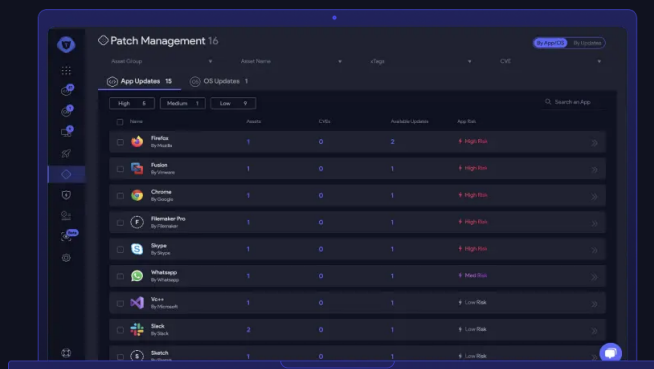 Patch Management 16
By App/OS By Updates
Asset Group Asset Name xTags CVE
App Updates 15 OS Updates 1
High 5 Medium 1 Low 9 Search an App
Name Assets CVEs Available Updates App Risk
Firefox
By Mozilla
1 0 2 High Risk
Fusion
By Vmware
1 0 1 High Risk
Chrome
By Google
1 0 1 High Risk
Filemaker Pro
By Filemaker
1 0 1 High Risk
Skype
By Skype
1 0 1 High Risk
Whatsapp
By Whatsapp
1 0 1 Med Risk
Vc++
By Microsoft
1 0 1 Low Risk
Slack
By Slack
2 0 1 Low Risk
Sketch
1 0 1 Low Risk
Beta